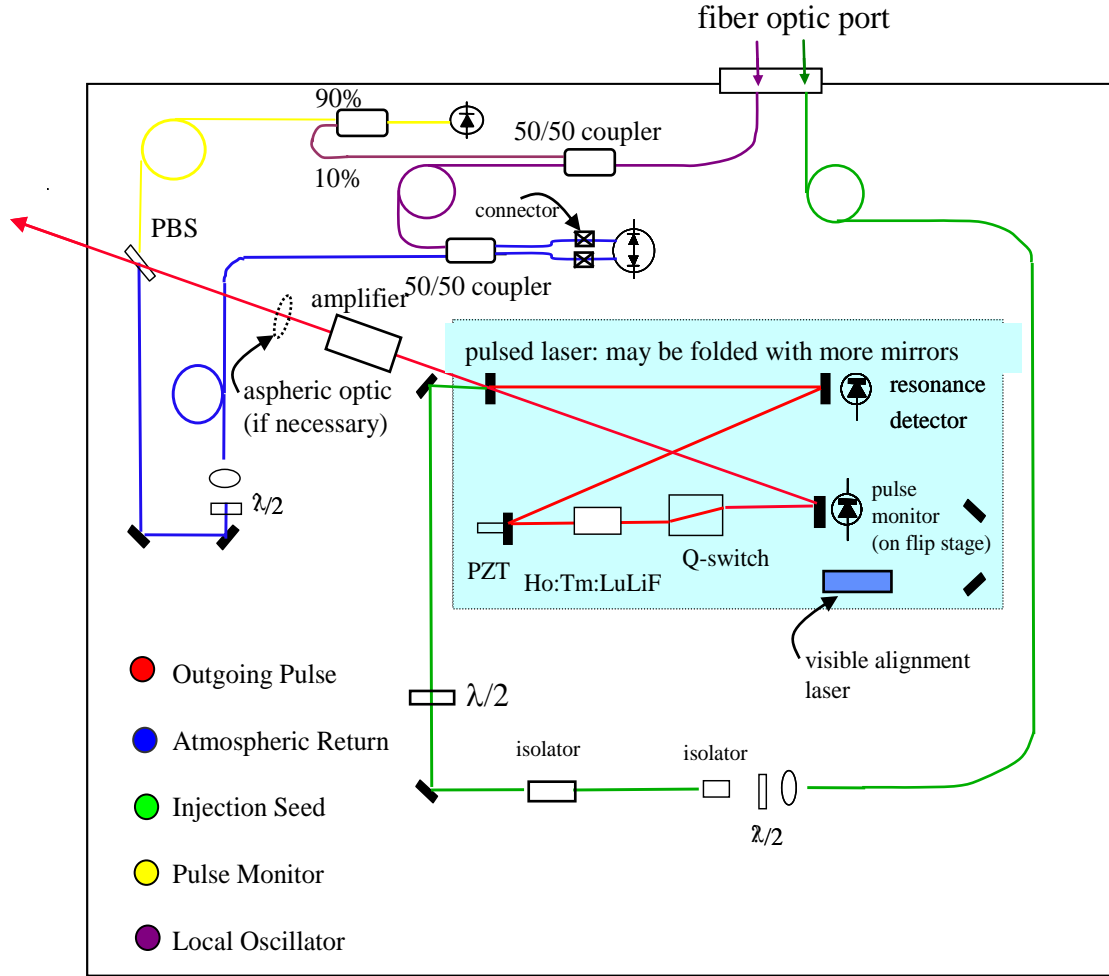 fiber optic port
90%
50/50 coupler
10%
connector
PBS
50/50 coupler
amplifier
pulsed laser: may be folded with more mirrors
resonance
detector
aspheric optic
(if necessary)
λ/2
pulse
monitor
(on flip stage)
Q-switch
PZT
Ho:Tm:LuLiF
visible alignment
laser
λ/2
isolator
isolator
λ/2
Outgoing Pulse
Atmospheric Return
Injection Seed
Pulse Monitor
Local Oscillator